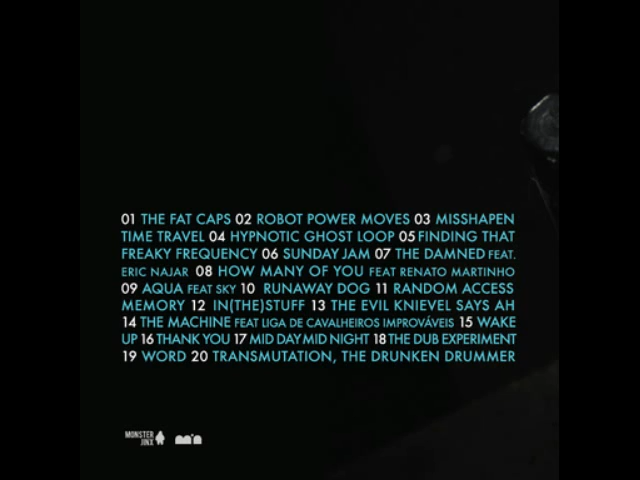 01 THE FAT CAPS 02 ROBOT POWER MOVES 03 MISSHAPEN
TIME TRAVEL 04 HYPNOTIC GHOST LOOP 05 FINDING THAT
FREAKY FREQUENCY 06 SUNDAY JAM 07 THE DAMNED FEAT.
ERIC NAJAR 08 HOW MANY OF YOU FEAT RENATO MARTINHO
09 AQUA FEAT SKY 10 RUNAWAY DOG 11 RANDOM ACCESS
MEMORY 12 IN(THE)STUFF 13 THE EVIL KNIEVEL SAYS AH
14 THE MACHINE FEAT LIGA DE CAVALHEIROS IMPROVÁVEIS 15 WAKE
UP 16 THANK YOU 17 MID DAY MID NIGHT 18 THE DUB EXPERIMENT
19 WORD 20 TRANSMUTATION, THE DRUNKEN DRUMMER
MONSTER
JINX